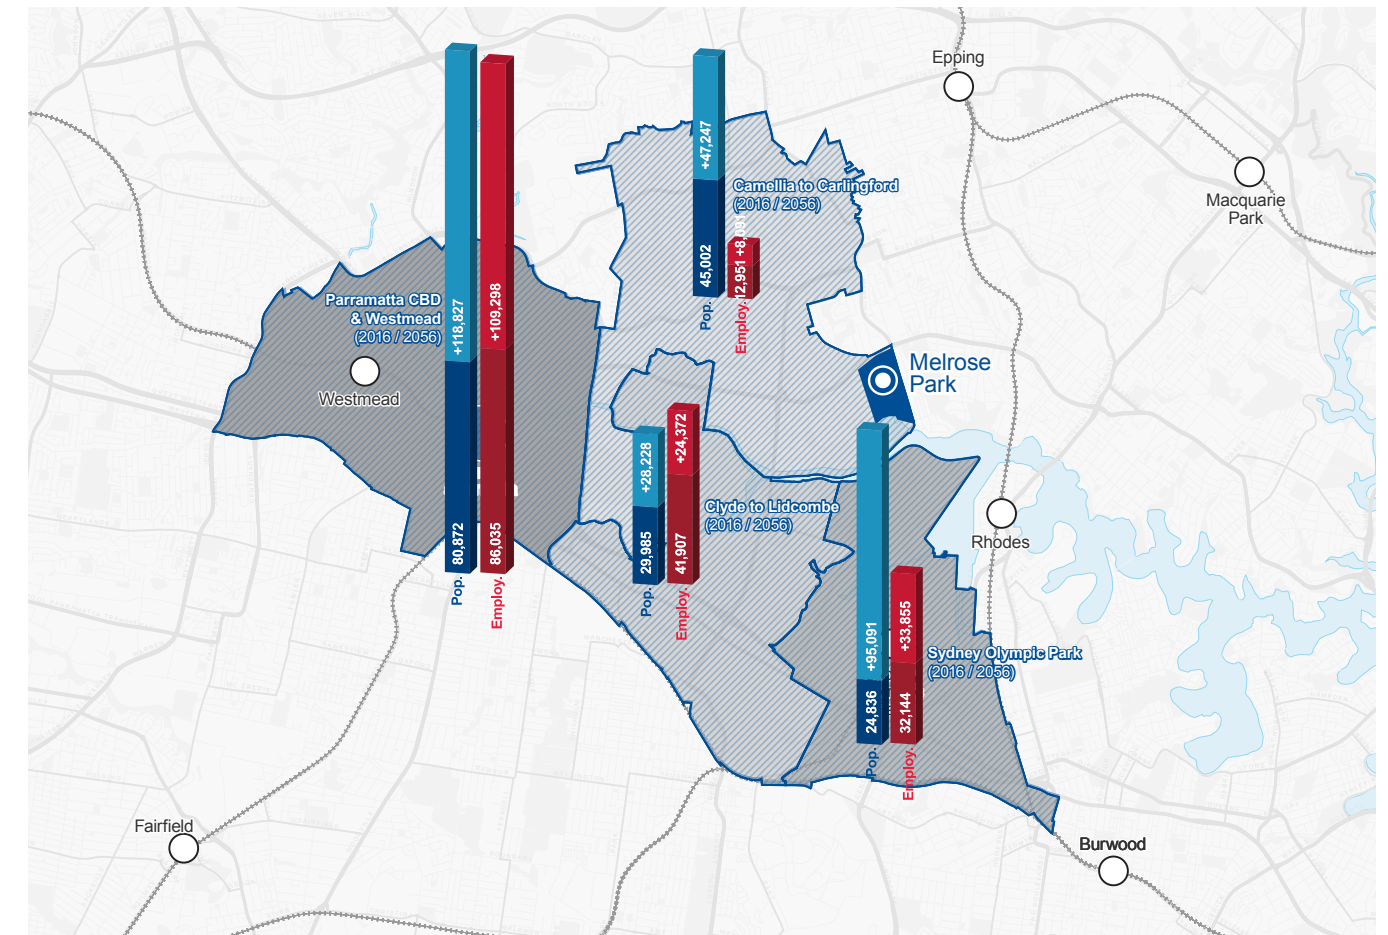 Epping
Macquarie
Park
+47,247
45,002
Pop.
+8,091
12,951
Employ.
Camellia to Carlingford
(2016 / 2056)
Parramatta CBD
& Westmead
(2016 / 2056)
Westmead
+118,827
80,872
Pop.
+109,298
86,035
Employ.
Melrose
Park
+28,228
29,985
Pop.
+24,372
41,907
Employ.
Clyde to Lidcombe
(2016 / 2056)
Rhodes
+95,091
24,836
Pop.
+33,855
32,144
Employ.
Sydney Olympic Park
(2016 / 2056)
Fairfield
Burwood